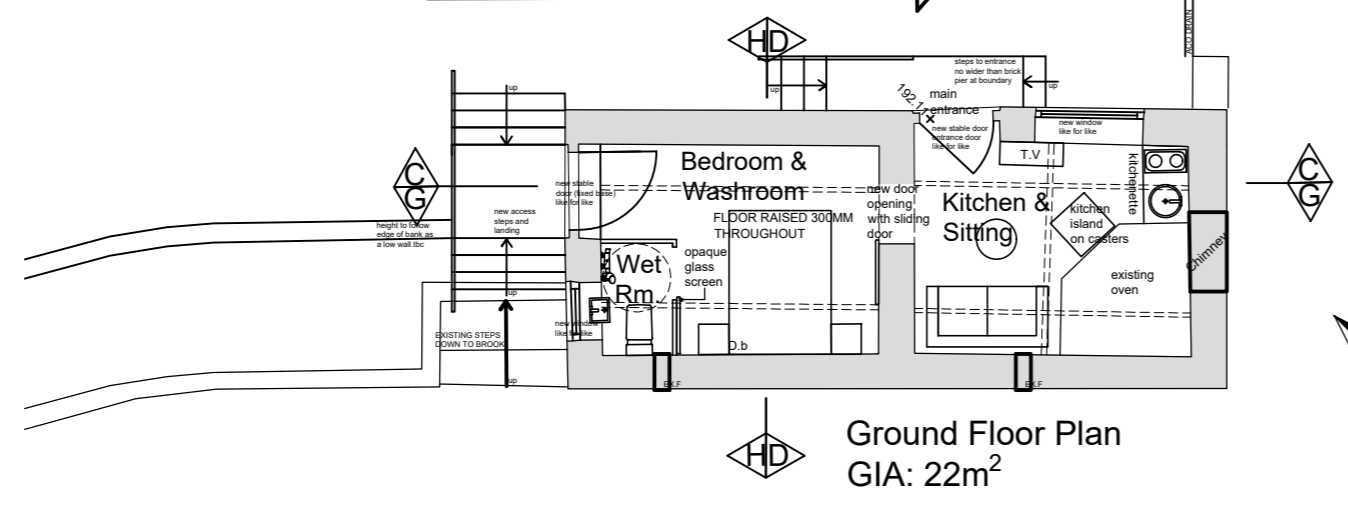 ACO DRAIN
HD
steps to entrance
no wider than brick
pier at boundary
up
up
up
main
entrance
192.17
new stable door
entrance door
like for like
new window
like for like
T.V
kitchenette
Bedroom &
Washroom
FLOOR RAISED 300MM
THROUGHOUT
new door
opening
with sliding
door
Kitchen &
Sitting
kitchen
island
on casters
Chimney
existing
oven
C
G
C
G
new stable
door (fixed base)
like for like
new access
steps and
landing
height to follow
edge of bank as
a low wall.tbc
Wet
Rm.
opaque
glass
screen
up
new window
like for like
EXISTING STEPS
DOWN TO BROOK
up
D.b
EX.F
EX.F
HD
Ground Floor Plan
GIA: 22m²